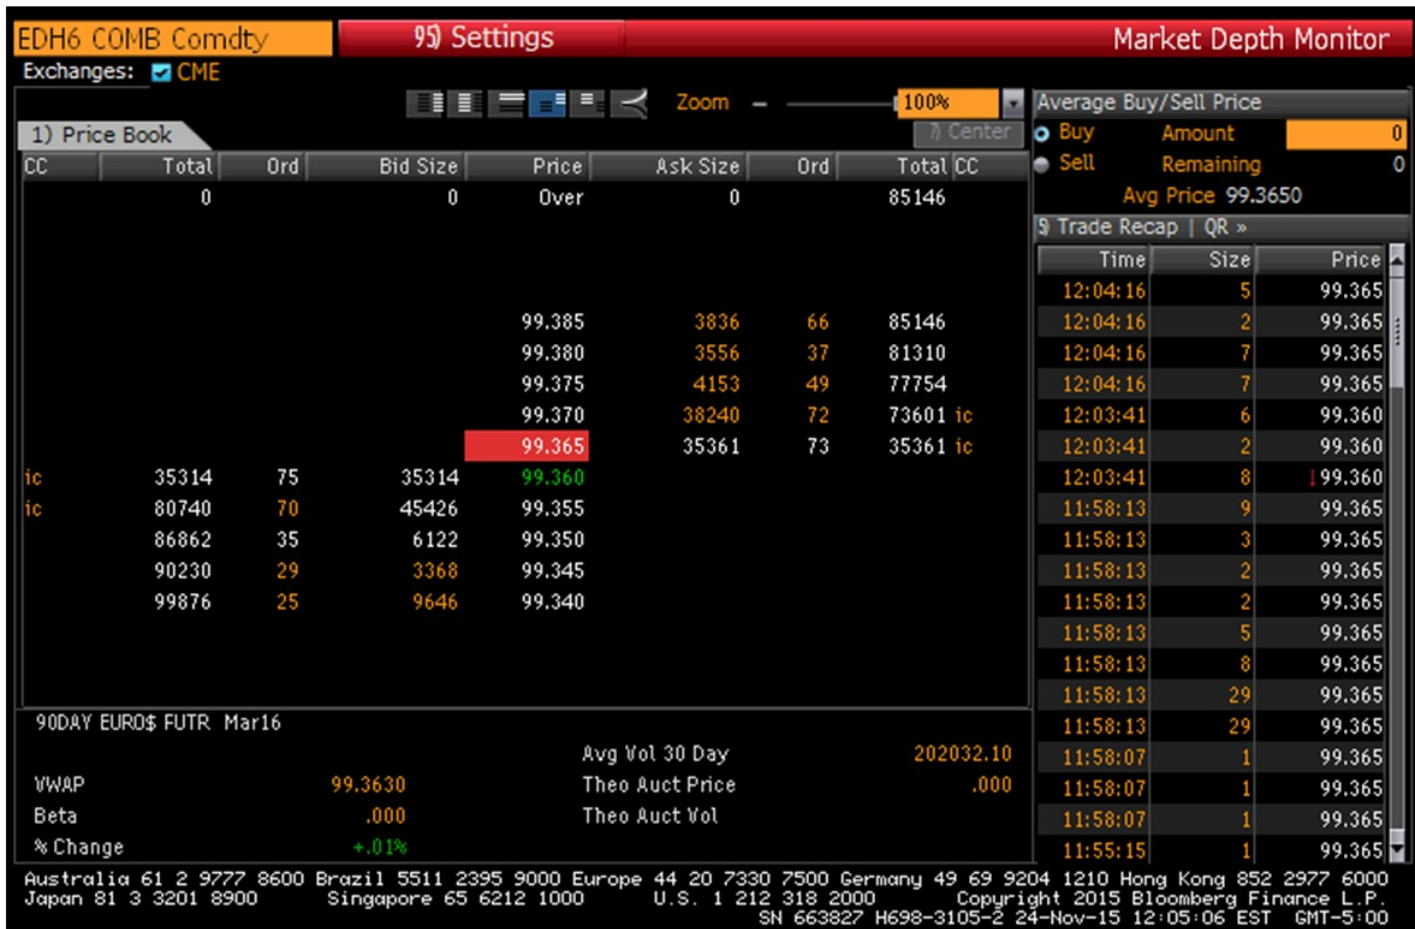 EDH6 COMB Comdty 95) Settings Market Depth Monitor
Exchanges: CME
Zoom 100%
1) Price Book 7) Center
CC Total Ord Bid Size Price Ask Size Ord Total CC
0 0 Over 0 85146
99.385 3836 66 85146
99.380 3556 37 81310
99.375 4153 49 77754
99.370 38240 72 73601 ic
99.365 35361 73 35361 ic
ic 35314 75 35314 99.360
ic 80740 70 45426 99.355
86862 35 6122 99.350
90230 29 3368 99.345
99876 25 9646 99.340
Average Buy/Sell Price
Buy Amount 0
Sell Remaining 0
Avg Price 99.3650
5) Trade Recap | QR »
Time Size Price
12:04:16 5 99.365
12:04:16 2 99.365
12:04:16 7 99.365
12:04:16 7 99.365
12:03:41 6 99.360
12:03:41 2 99.360
12:03:41 8 ↓99.360
11:58:13 9 99.365
11:58:13 3 99.365
11:58:13 2 99.365
11:58:13 2 99.365
11:58:13 5 99.365
11:58:13 8 99.365
11:58:13 29 99.365
11:58:13 29 99.365
11:58:07 1 99.365
11:58:07 1 99.365
11:58:07 1 99.365
11:55:15 1 99.365
90DAY EURO$ FUTR Mar16
Avg Vol 30 Day 202032.10
VWAP 99.3630 Theo Auct Price .000
Beta .000 Theo Auct Vol
% Change +.01%
Australia 61 2 9777 8600 Brazil 5511 2395 9000 Europe 44 20 7330 7500 Germany 49 69 9204 1210 Hong Kong 852 2977 6000
Japan 81 3 3201 8900 Singapore 65 6212 1000 U.S. 1 212 318 2000 Copyright 2015 Bloomberg Finance L.P.
SN 663827 H698-3105-2 24-Nov-15 12:05:06 EST GMT-5:00